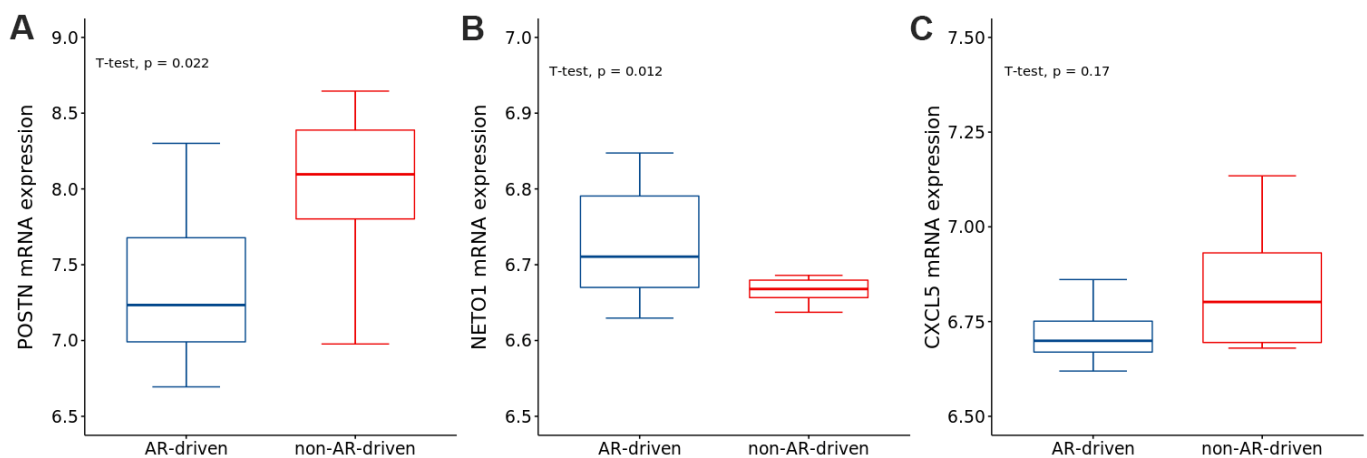 A
POSTN mRNA expression
9.0
8.5
8.0
7.5
7.0
6.5
T-test, p = 0.022
AR-driven
non-AR-driven
B
NETO1 mRNA expression
7.0
6.9
6.8
6.7
6.6
6.5
T-test, p = 0.012
AR-driven
non-AR-driven
C
CXCL5 mRNA expression
7.50
7.25
7.00
6.75
6.50
T-test, p = 0.17
AR-driven
non-AR-driven